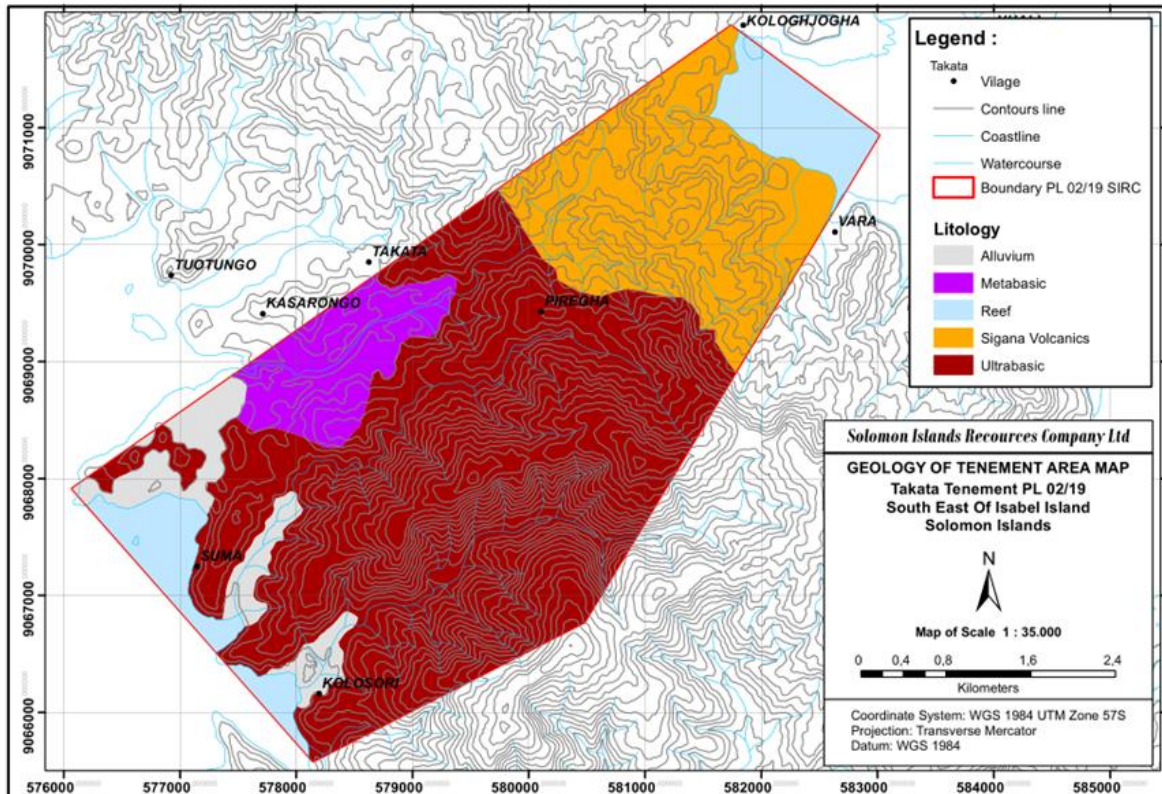 KOLOGHJOGHA
TUOTUNGO
TAKATA
KASARONGO
PIREGHA
VARA
SUMA
KOLOSORI
9071000
9070000
9069000
9068000
9067000
9066000
576000 577000 578000 579000 580000 581000 582000 583000 584000 585000
Legend :
Takata
Vilage
Contours line
Coastline
Watercourse
Boundary PL 02/19 SIRC
Litology
Alluvium
Metabasic
Reef
Sigana Volcanics
Ultrabasic
Solomon Islands Recources Company Ltd
GEOLOGY OF TENEMENT AREA MAP
Takata Tenement PL 02/19
South East Of Isabel Island
Solomon Islands
N
Map of Scale 1 : 35.000
0 0,4 0,8 1,6 2,4
Kilometers
Coordinate System: WGS 1984 UTM Zone 57S
Projection: Transverse Mercator
Datum: WGS 1984